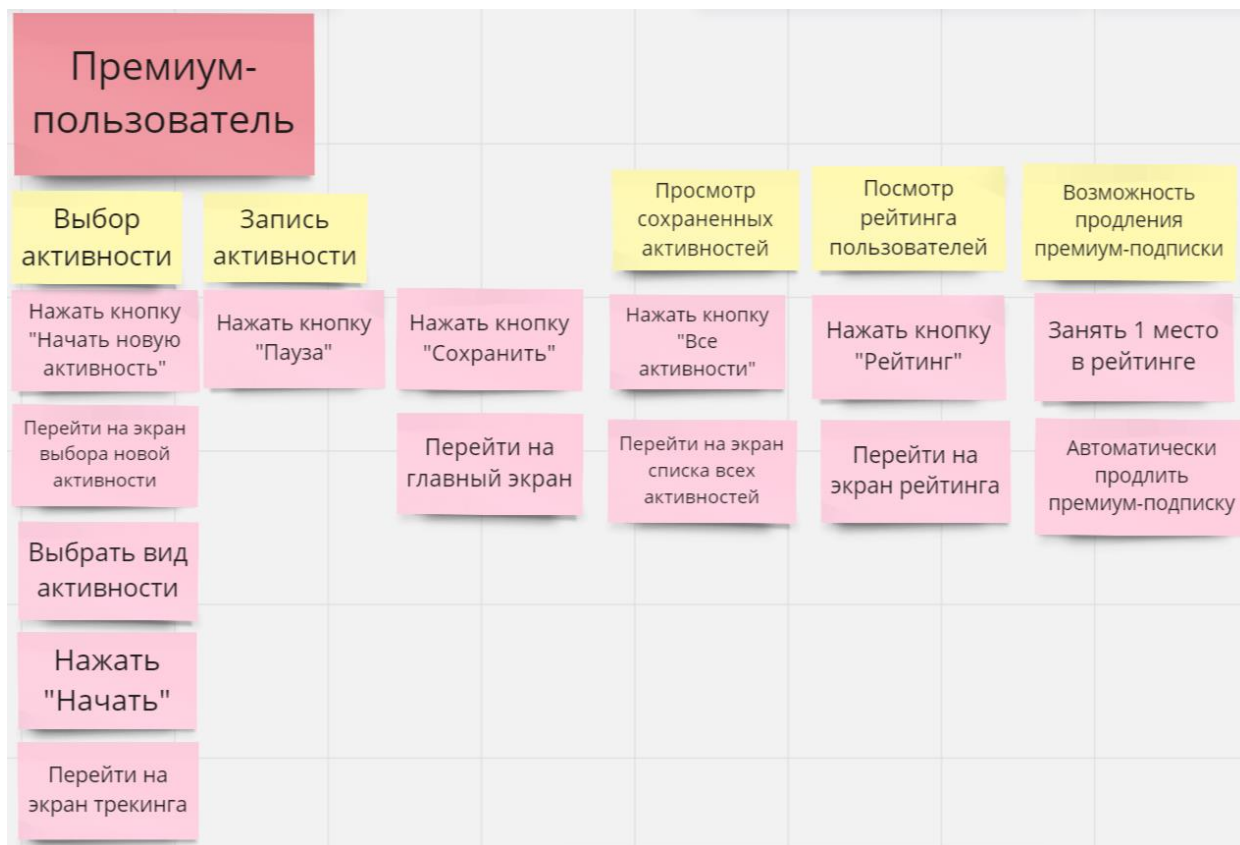 Премиум-
пользователь
Выбор
активности
Запись
активности
Просмотр
сохраненных
активностей
Посмотр
рейтинга
пользователей
Возможность
продления
премиум-подписки
Нажать кнопку
"Начать новую
активность"
Нажать кнопку
"Пауза"
Нажать кнопку
"Сохранить"
Нажать кнопку
"Все
активности"
Нажать кнопку
"Рейтинг"
Занять 1 место
в рейтинге
Перейти на экран
выбора новой
активности
Перейти на
главный экран
Перейти на экран
списка всех
активностей
Перейти на
экран рейтинга
Автоматически
продлить
премиум-подписку
Выбрать вид
активности
Нажать
"Начать"
Перейти на
экран трекинга